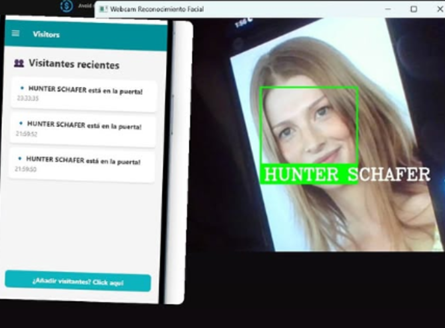 Webcam Reconocimiento Facial
Visitors
Visitantes recientes
HUNTER SCHAFER está en la puerta!
23:23:25
HUNTER SCHAFER está en la puerta!
21:59:52
HUNTER SCHAFER está en la puerta!
21:59:50
¿Añadir visitantes? Click aquí
HUNTER SCHAFER